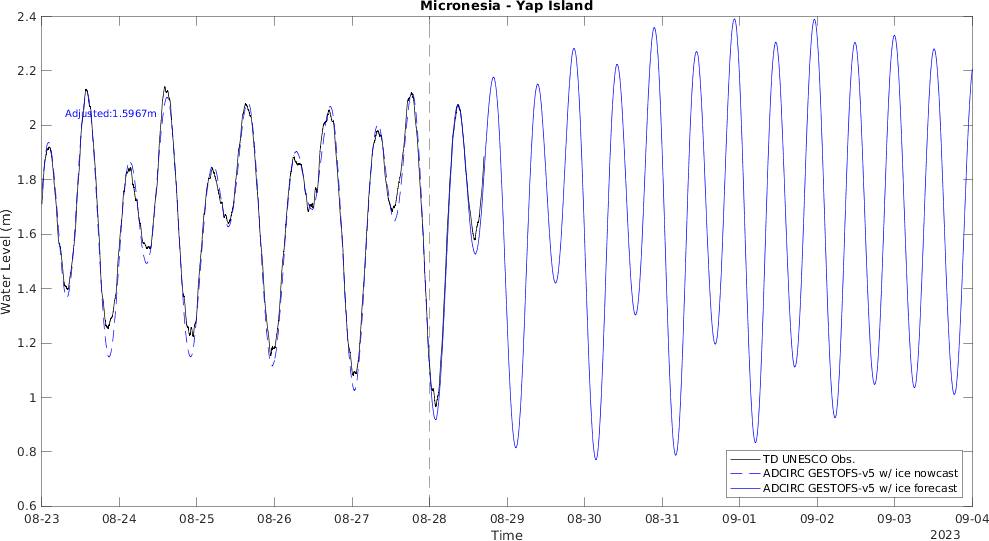 Micronesia - Yap Island
2.4
2.2
2
1.8
1.6
1.4
1.2
1
0.8
0.6
Water Level (m)
Adjusted:1.5967m
TD UNESCO Obs.
ADCIRC GESTOFS-v5 w/ ice nowcast
ADCIRC GESTOFS-v5 w/ ice forecast
08-23 08-24 08-25 08-26 08-27 08-28 08-29 08-30 08-31 09-01 09-02 09-03 09-04
Time
2023